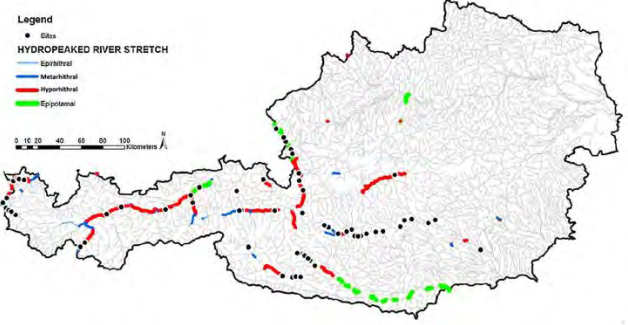 Legend
Sites
HYDROPEAKED RIVER STRETCH
Epirhithral
Metarhithral
Hyporhithral
Epipotamal
0 10 20 40 60 80 100
Kilometers
N